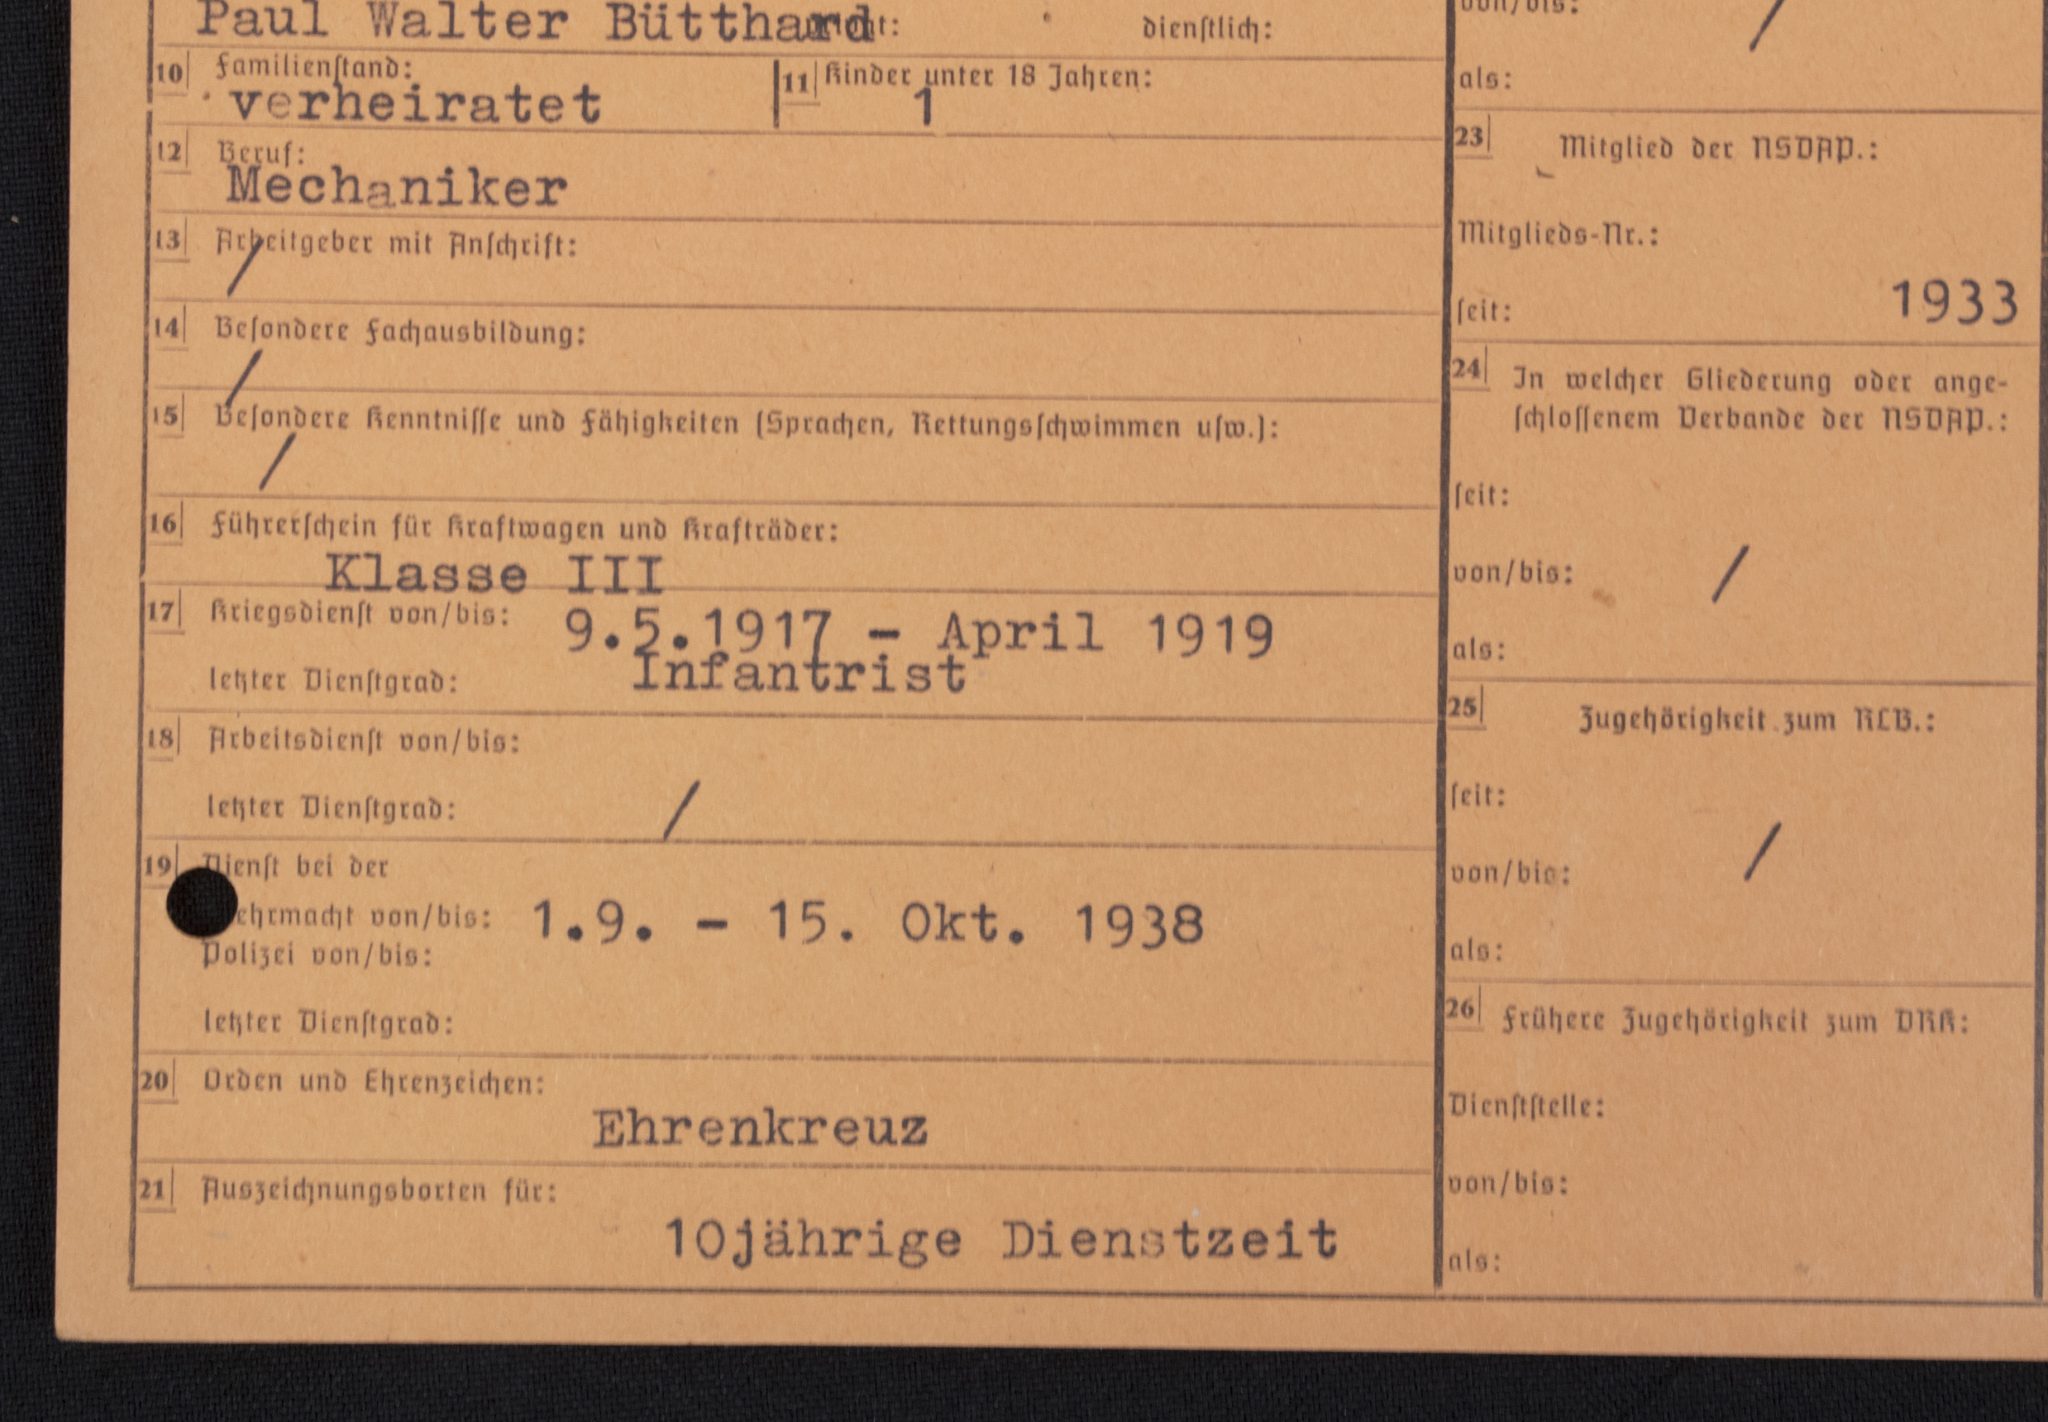 Paul Walter Bütthard
dienstlich:
10 Familienstand:
verheiratet
11 Kinder unter 18 Jahren:
1
12 Beruf:
Mechaniker
13 Arbeitgeber mit Anschrift:
/
14 Besondere Fachausbildung:
/
15 Besondere Kenntnisse und Fähigkeiten (Sprachen, Rettungsschwimmen usw.):
/
16 Führerschein für Kraftwagen und Krafträder:
Klasse III
17 Kriegsdienst von/bis: 9.5.1917 - April 1919
letzter Dienstgrad: Infantrist
18 Arbeitsdienst von/bis:
letzter Dienstgrad: /
19 Dienst bei der
ehrmacht von/bis: 1.9. - 15. Okt. 1938
Polizei von/bis:
letzter Dienstgrad:
20 Orden und Ehrenzeichen:
Ehrenkreuz
21 Auszeichnungsborten für:
10jährige Dienstzeit
von/bis: /
als:
23 Mitglied der NSDAP.:
Mitglieds-Nr.:
seit: 1933
24 In welcher Gliederung oder ange-
schlossenem Verbande der NSDAP.:
seit:
von/bis: /
als:
25 Zugehörigkeit zum RLB.:
seit:
von/bis: /
als:
26 Frühere Zugehörigkeit zum DRK:
Dienststelle:
von/bis:
als: